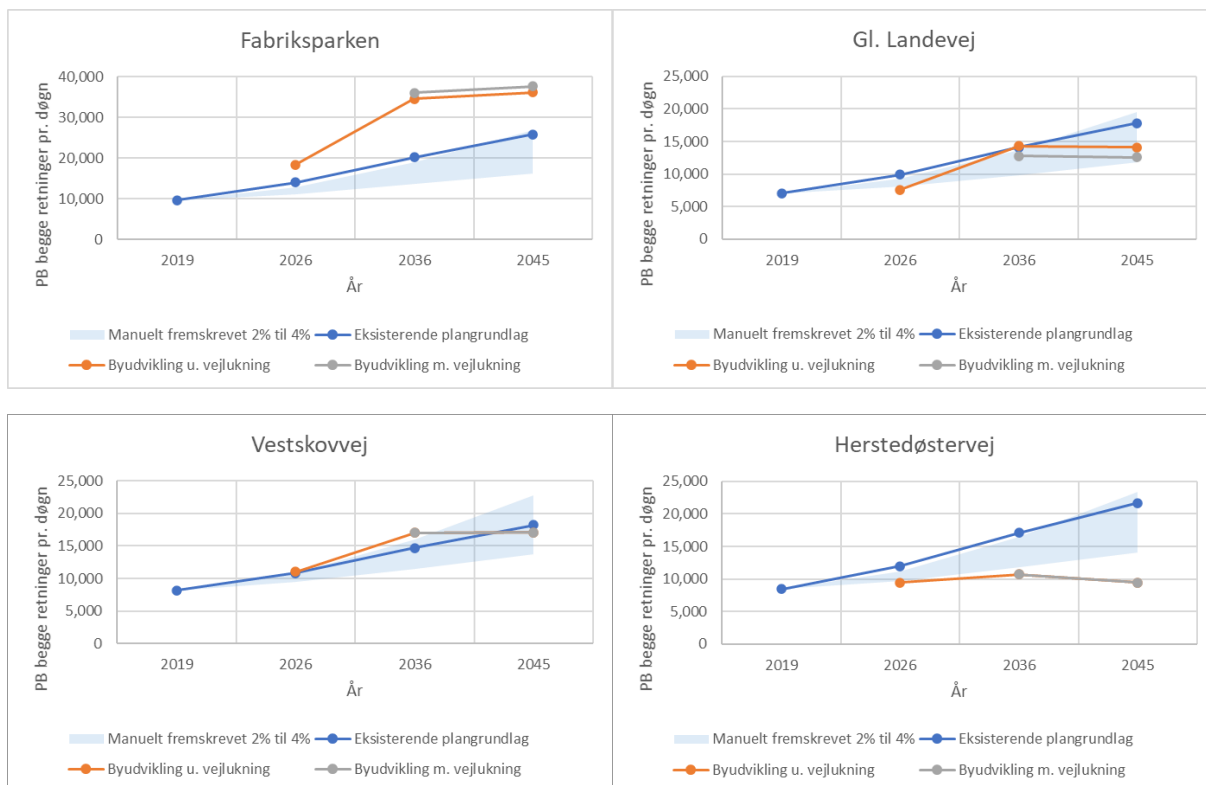 Fabriksparken
PB begge retninger pr. døgn
40,000
30,000
20,000
10,000
0
2019 2026 2036 2045
År
Manuelt fremskrevet 2% til 4% Eksisterende plangrundlag
Byudvikling u. vejlukning Byudvikling m. vejlukning
Gl. Landevej
PB begge retninger pr. døgn
25,000
20,000
15,000
10,000
5,000
0
2019 2026 2036 2045
År
Manuelt fremskrevet 2% til 4% Eksisterende plangrundlag
Byudvikling u. vejlukning Byudvikling m. vejlukning
Vestskovvej
PB begge retninger pr. døgn
25,000
20,000
15,000
10,000
5,000
0
2019 2026 2036 2045
År
Manuelt fremskrevet 2% til 4% Eksisterende plangrundlag
Byudvikling u. vejlukning Byudvikling m. vejlukning
Herstedøstervej
PB begge retninger pr. døgn
25,000
20,000
15,000
10,000
5,000
0
2019 2026 2036 2045
År
Manuelt fremskrevet 2% til 4% Eksisterende plangrundlag
Byudvikling u. vejlukning Byudvikling m. vejlukning